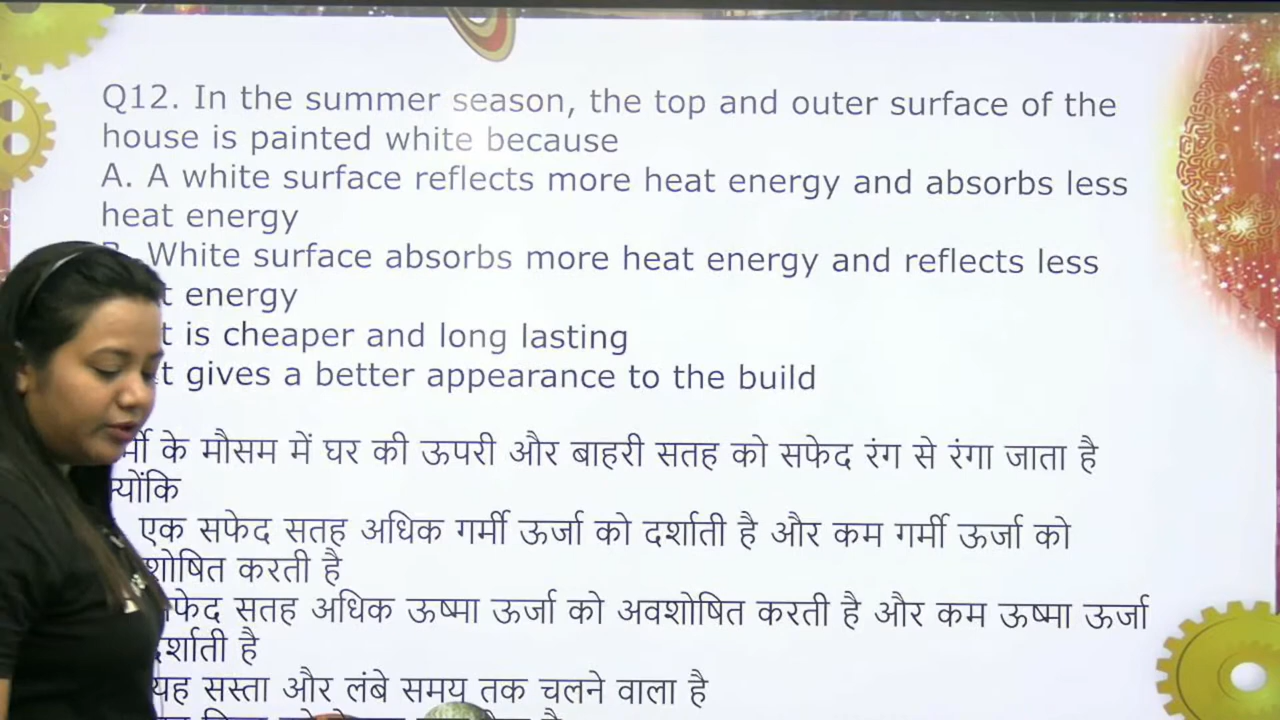 Q12. In the summer season, the top and outer surface of the
house is painted white because
A. A white surface reflects more heat energy and absorbs less
heat energy
White surface absorbs more heat energy and reflects less
energy
is cheaper and long lasting
gives a better appearance to the build
के मौसम में घर की ऊपरी और बाहरी सतह को सफेद रंग से रंगा जाता है
एक सफेद सतह अधिक गर्मी ऊर्जा को दर्शाती है और कम गर्मी ऊर्जा को
करती है
सतह अधिक ऊष्मा ऊर्जा को अवशोषित करती है और कम ऊष्मा ऊर्जा
है
यह सस्ता और लंबे समय तक चलने वाला है